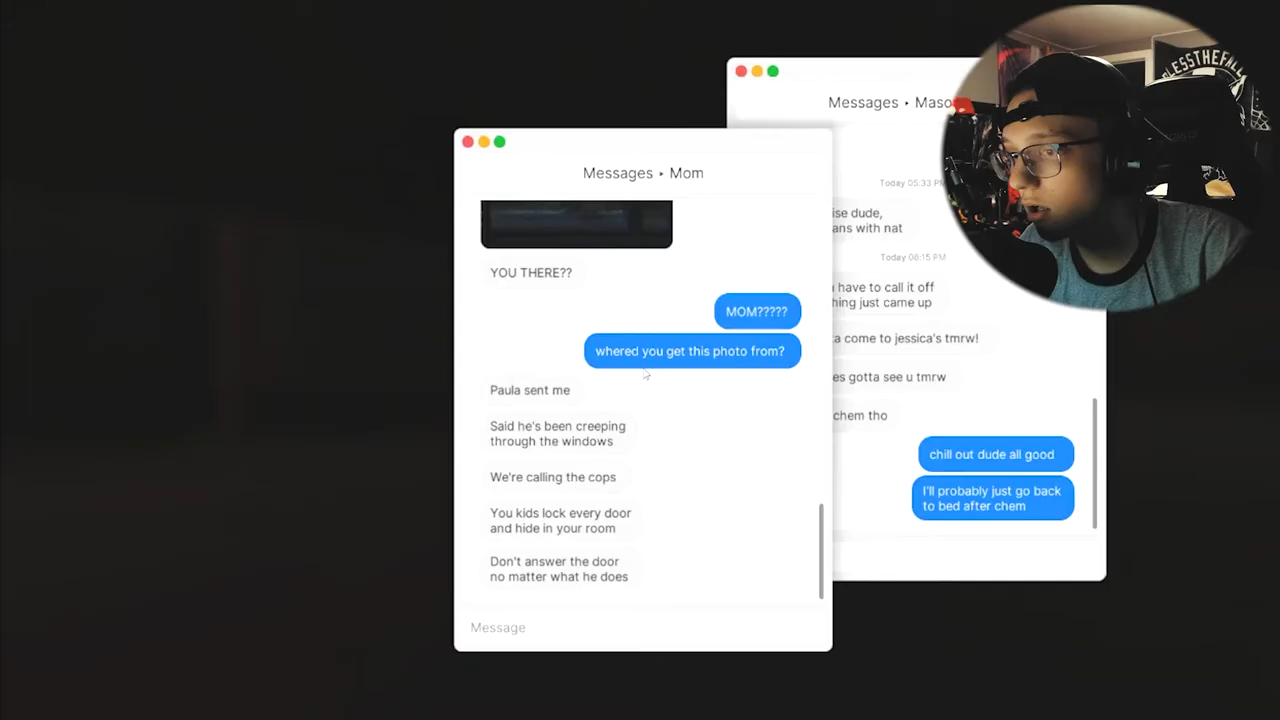 Messages ‣ Mom
YOU THERE??
MOM?????
whered you get this photo from?
Paula sent me
Said he's been creeping
through the windows
We're calling the cops
You kids lock every door
and hide in your room
Don't answer the door
no matter what he does
Message
Messages ‣ Maso
Today 05:33 PM
ise dude,
ans with nat
Today 06:15 PM
have to call it off
hing just came up
a come to jessica's tmrw!
es gotta see u tmrw
chem tho
chill out dude all good
I'll probably just go back
to bed after chem
LESSTHEFALL